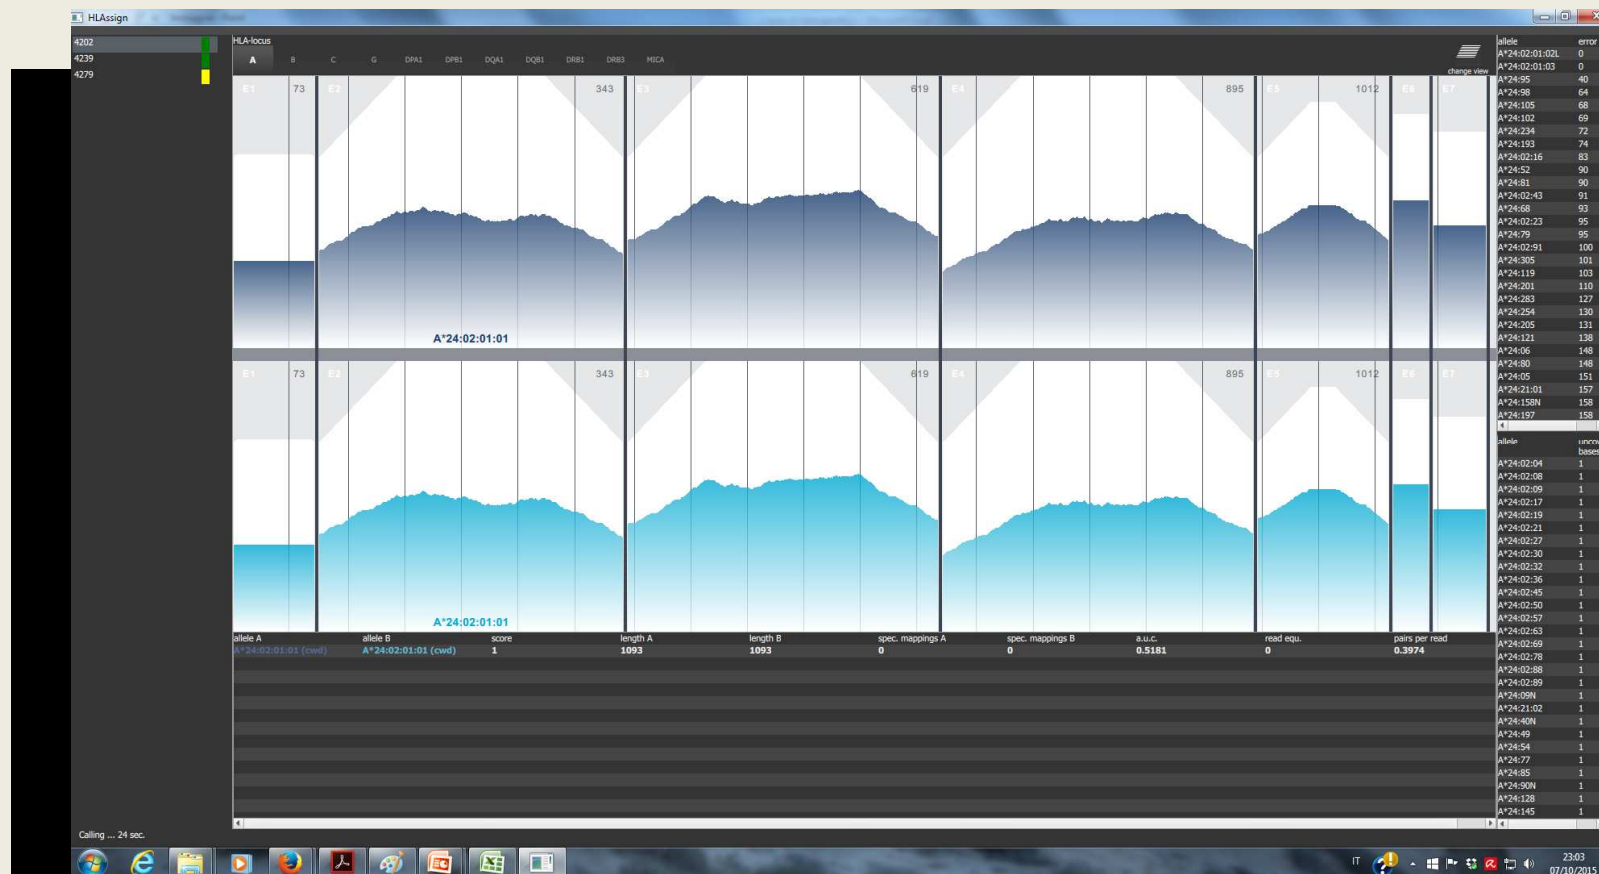 HLAssign
4202
4239
4279
HLA-locus
A B C G DPA1 DPB1 DQA1 DQB1 DRB1 DRB3 MICA
change view
E1 73 E2 343 E3 619 E4 895 E5 1012 E6 E7
A*24:02:01:01
E1 73 E2 343 E3 619 E4 895 E5 1012 E6 E7
A*24:02:01:01
allele A allele B score length A length B spec. mappings A spec. mappings B a.u.c. read equ. pairs per read
A*24:02:01:01 (cwd) A*24:02:01:01 (cwd) 1 1093 1093 0 0 0.5181 0 0.3974
allele error
A*24:02:01:02L 0
A*24:02:01:03 0
A*24:95 40
A*24:98 64
A*24:105 68
A*24:102 69
A*24:234 72
A*24:193 74
A*24:02:16 83
A*24:52 90
A*24:81 90
A*24:02:43 91
A*24:68 93
A*24:02:23 95
A*24:79 95
A*24:02:91 100
A*24:305 101
A*24:119 103
A*24:201 110
A*24:283 127
A*24:254 130
A*24:205 131
A*24:121 138
A*24:06 148
A*24:80 148
A*24:05 151
A*24:21:01 157
A*24:158N 158
A*24:197 158
allele uncov
bases
A*24:02:04 1
A*24:02:08 1
A*24:02:09 1
A*24:02:17 1
A*24:02:19 1
A*24:02:21 1
A*24:02:27 1
A*24:02:30 1
A*24:02:32 1
A*24:02:36 1
A*24:02:45 1
A*24:02:50 1
A*24:02:57 1
A*24:02:63 1
A*24:02:69 1
A*24:02:78 1
A*24:02:88 1
A*24:02:89 1
A*24:09N 1
A*24:21:02 1
A*24:40N 1
A*24:49 1
A*24:54 1
A*24:77 1
A*24:85 1
A*24:90N 1
A*24:128 1
A*24:145 1
Calling ... 24 sec.
IT
23:03
07/10/2015